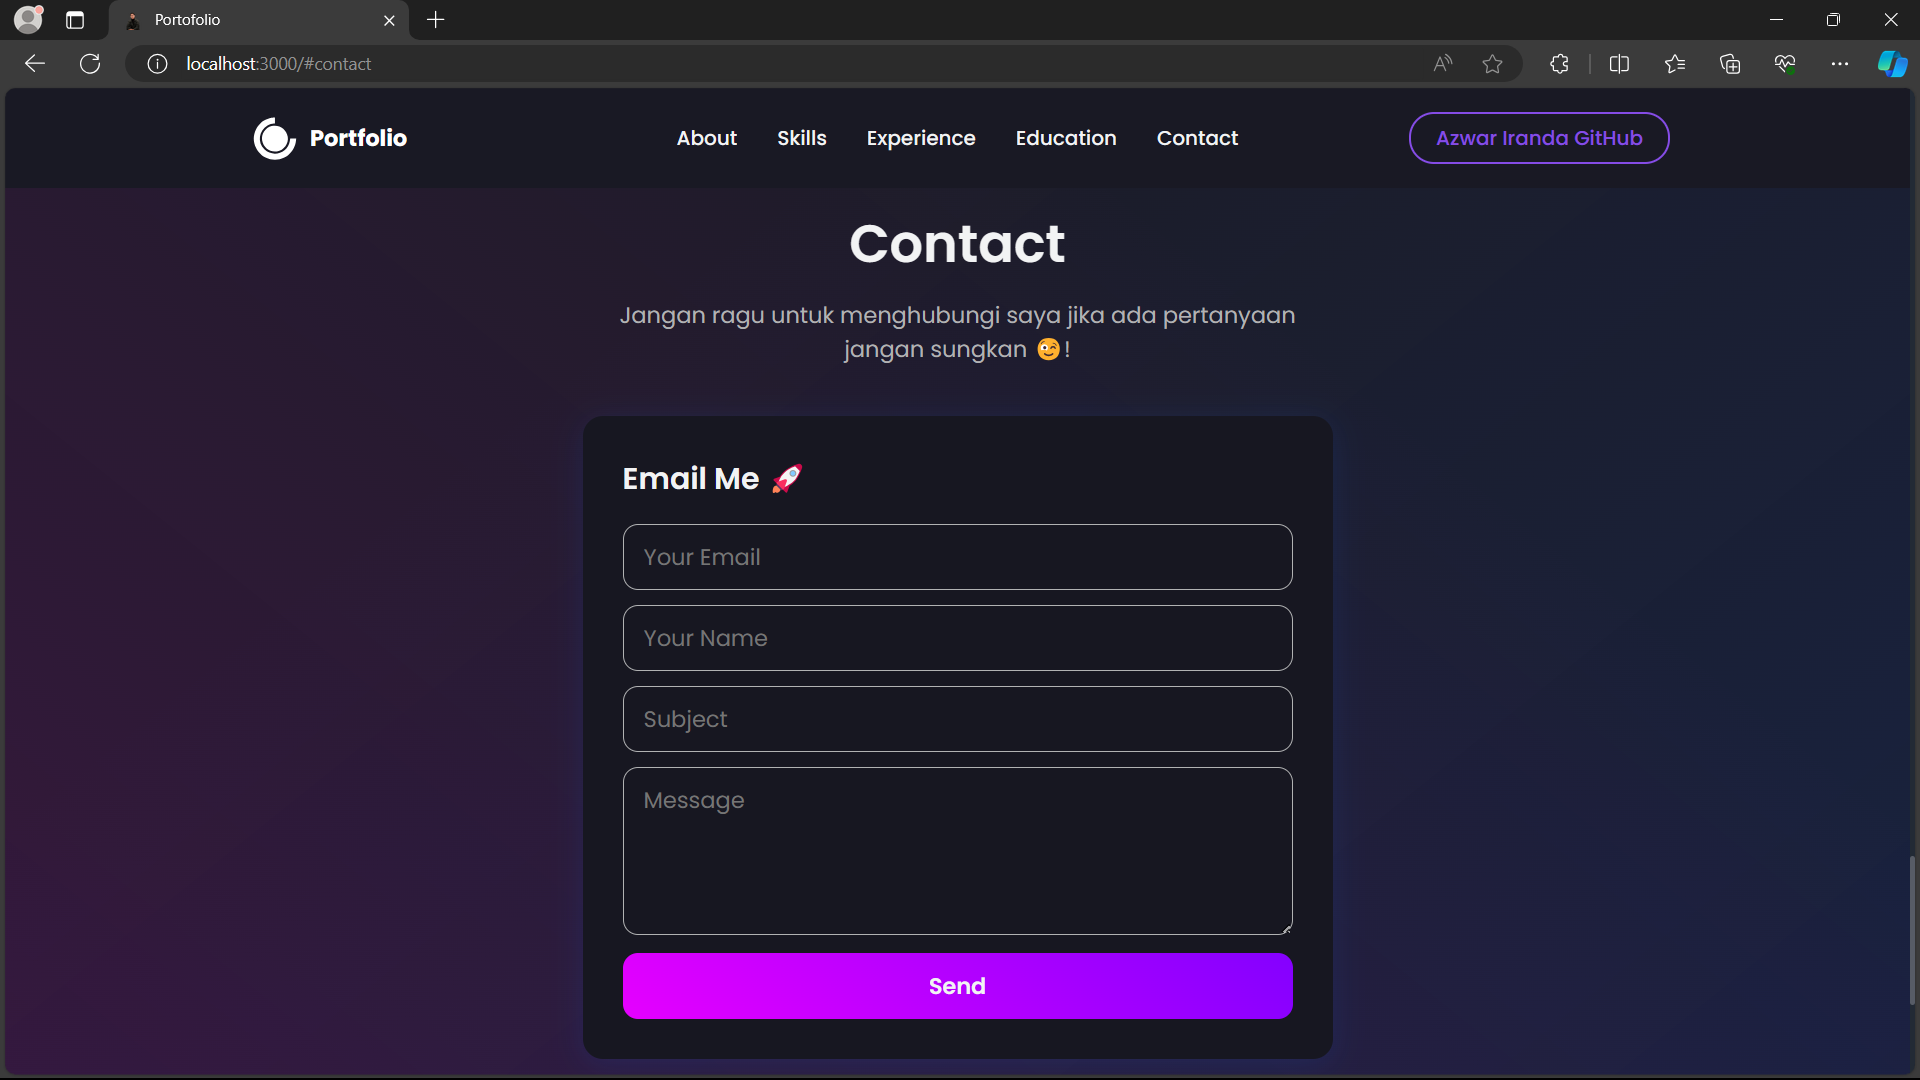 Portofolio
localhost:3000/#contact
Portfolio
About
Skills
Experience
Education
Contact
Azwar Iranda GitHub
Contact
Jangan ragu untuk menghubungi saya jika ada pertanyaan
jangan sungkan 😉!
Email Me 🚀
Your Email
Your Name
Subject
Message
Send